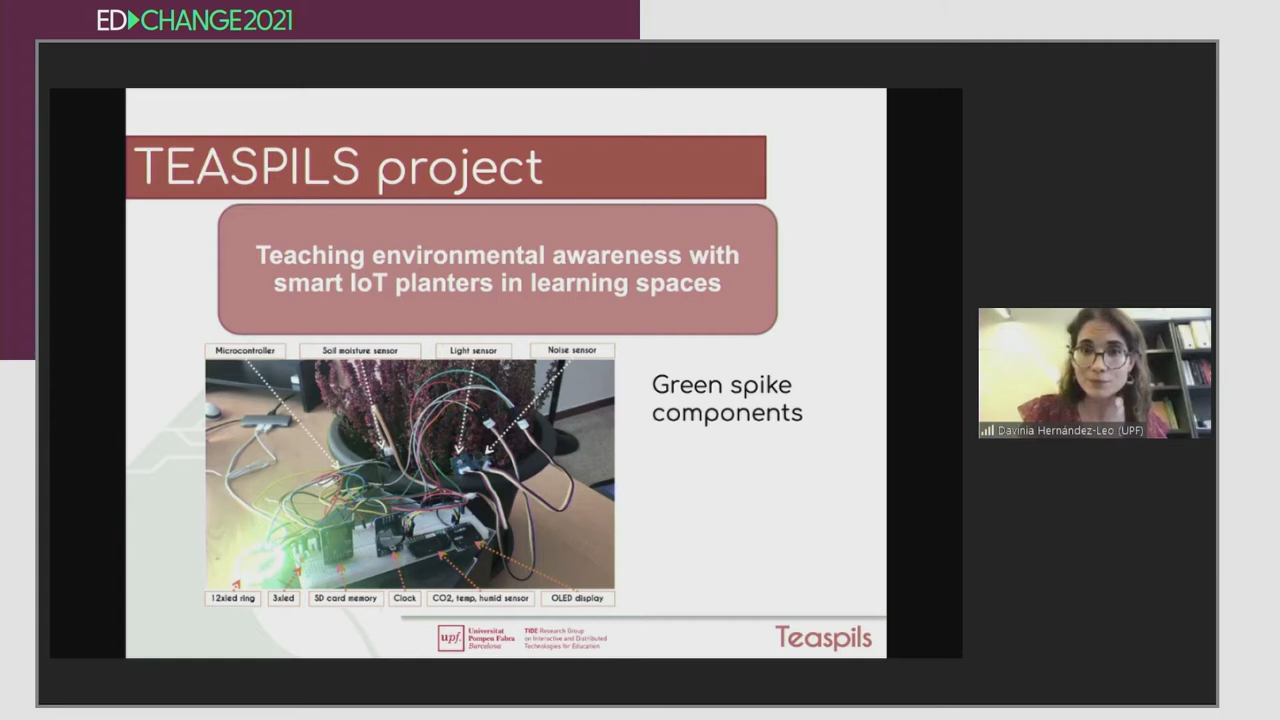 ED CHANGE2021
TEASPILS project
Teaching environmental awareness with
smart IoT planters in learning spaces
Microcontroller
Soil moisture sensor
Light sensor
Noise sensor
Green spike
components
12xled ring
3xled
SD card memory
Clock
CO2, temp, humid sensor
OLED display
upf.
Universitat
Pompeu Fabra
Barcelona
TIDE Research Group
on Interactive and Distributed
Technologies for Education
Teaspils
Davinia Hernández-Leo (UPF)